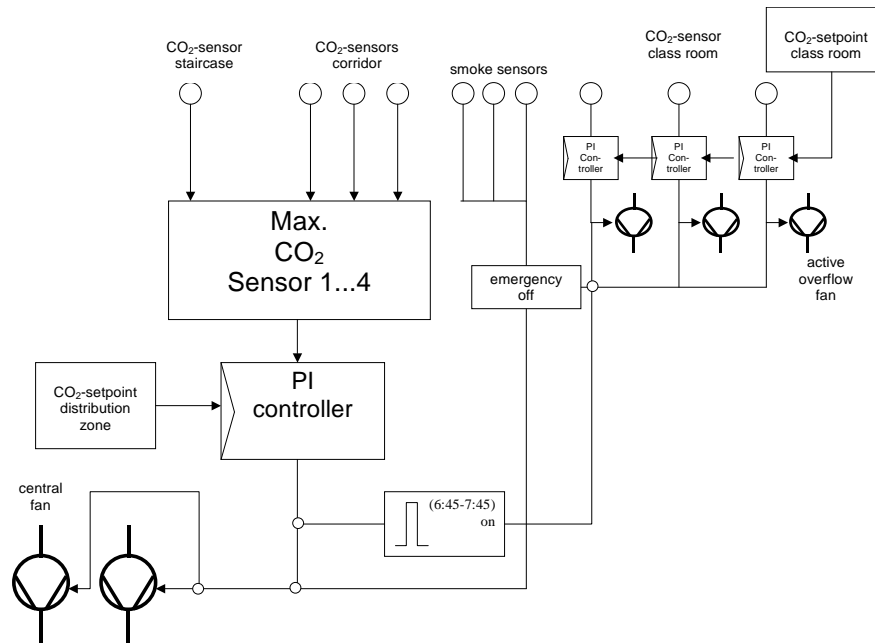 CO₂-sensor
staircase
CO₂-sensors
corridor
smoke sensors
CO₂-sensor
class room
CO₂-setpoint
class room
PI
Con-
troller
PI
Con-
troller
PI
Con-
troller
Max.
CO₂
Sensor 1...4
emergency
off
active
overflow
fan
CO₂-setpoint
distribution
zone
PI
controller
central
fan
(6:45-7:45)
on